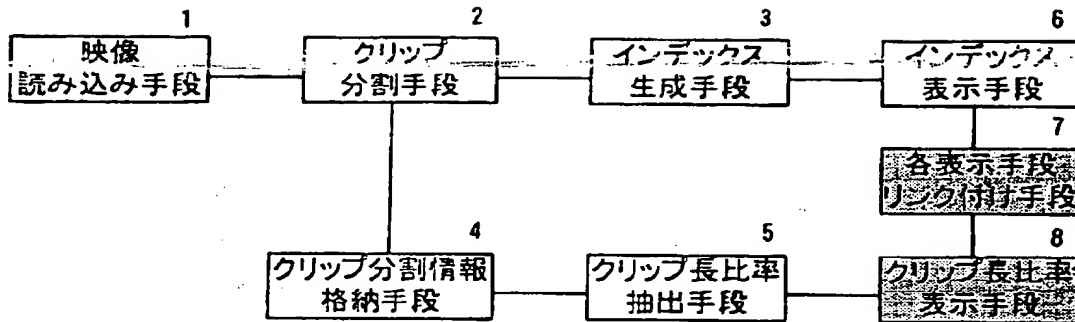 1
映像
読み込み手段
2
クリップ
分割手段
3
インデックス
生成手段
6
インデックス
表示手段
7
各表示手段
リンク付け手段
4
クリップ分割情報
格納手段
5
クリップ長比率
抽出手段
8
クリップ長比率
表示手段